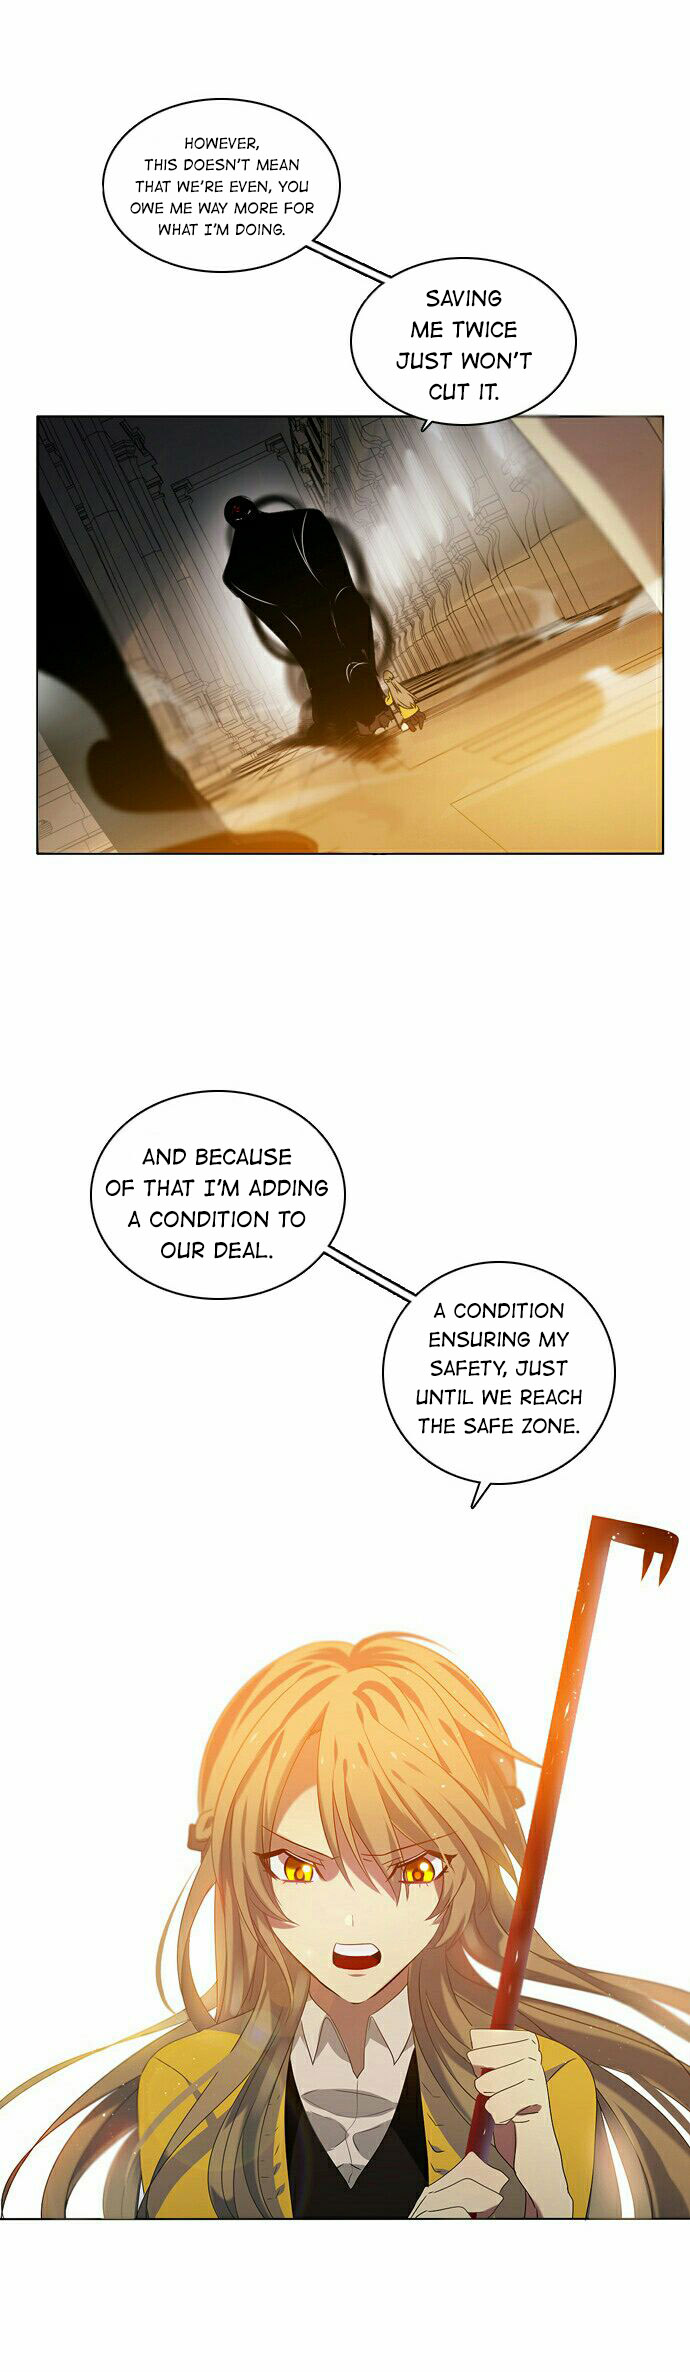 HOWEVER,
THIS DOESN'T MEAN
THAT WE'RE EVEN, YOU
OWE ME WAY MORE FOR
WHAT I'M DOING.
SAVING
ME TWICE
JUST WON'T
CUT IT.
AND BECAUSE
OF THAT I'M ADDING
A CONDITION TO
OUR DEAL.
A CONDITION
ENSURING MY
SAFETY, JUST
UNTIL WE REACH
THE SAFE ZONE.